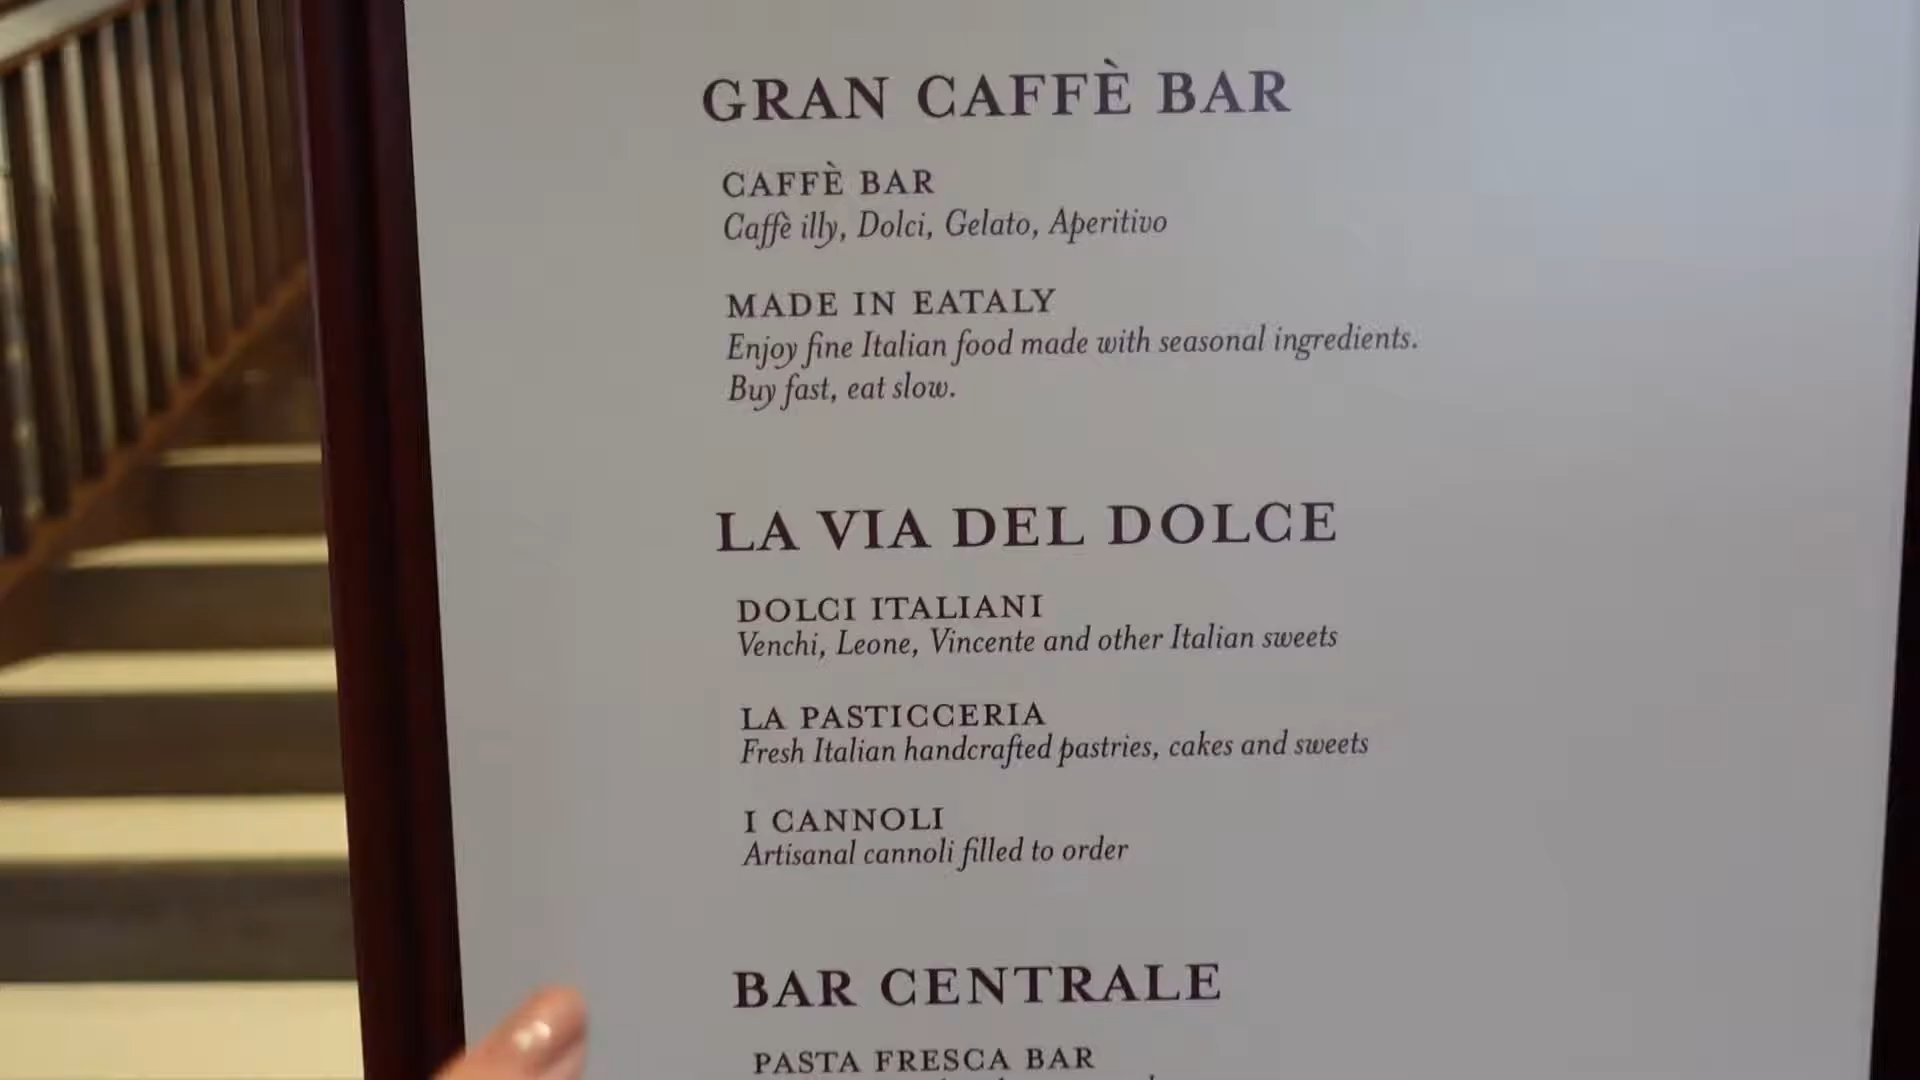 GRAN CAFFÈ BAR
CAFFÈ BAR
Caffè illy, Dolci, Gelato, Aperitivo
MADE IN EATALY
Enjoy fine Italian food made with seasonal ingredients.
Buy fast, eat slow.
LA VIA DEL DOLCE
DOLCI ITALIANI
Venchi, Leone, Vincente and other Italian sweets
LA PASTICCERIA
Fresh Italian handcrafted pastries, cakes and sweets
I CANNOLI
Artisanal cannoli filled to order
BAR CENTRALE
PASTA FRESCA BAR